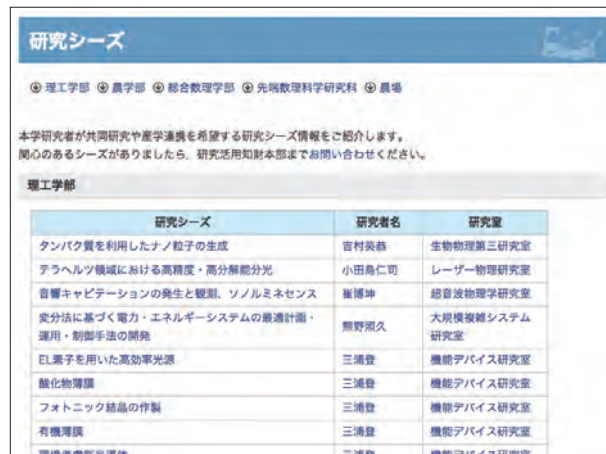 研究シーズ
理工学部 農学部 総合数理学部 先端数理科学研究科 農場
本学研究者が共同研究や産学連携を希望する研究シーズ情報をご紹介します。
関心のあるシーズがありましたら、研究活用知財本部までお問い合わせください。
理工学部
研究シーズ 研究者名 研究室
タンパク質を利用したナノ粒子の生成 吉村英恭 生物物理第三研究室
テラヘルツ領域における高精度・高分解能分光 小田島仁司 レーザー物理研究室
音響キャビテーションの発生と観測、ソノルミネセンス 崔博坤 超音波物理学研究室
変分法に基づく電力・エネルギーシステムの最適計画・
運用・制御手法の開発 熊野照久 大規模複雑システム
研究室
EL素子を用いた高効率光源 三浦登 機能デバイス研究室
酸化物薄膜 三浦登 機能デバイス研究室
フォトニック結晶の作製 三浦登 機能デバイス研究室
有機薄膜 三浦登 機能デバイス研究室